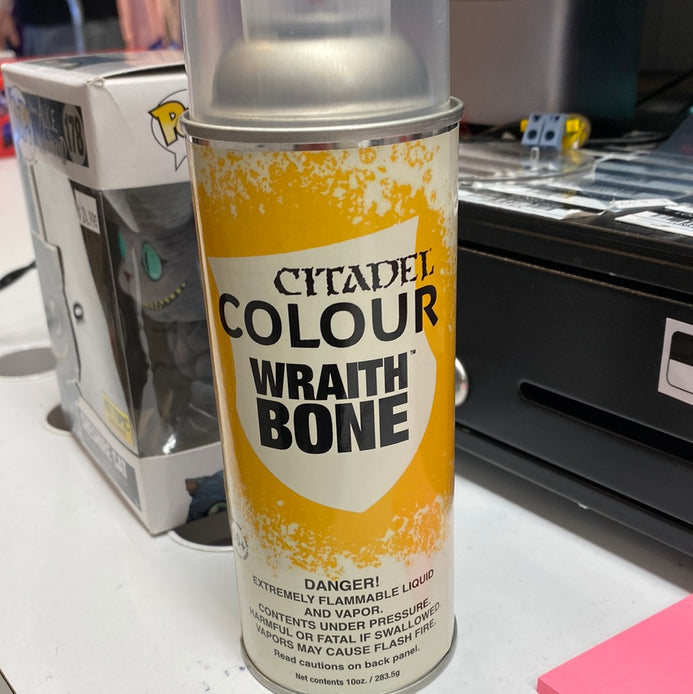 178
CITADEL
COLOUR
WRAITH™
BONE
DANGER!
EXTREMELY FLAMMABLE LIQUID
AND VAPOR.
CONTENTS UNDER PRESSURE.
HARMFUL OR FATAL IF SWALLOWED.
VAPORS MAY CAUSE FLASH FIRE.
Read cautions on back panel.
Net contents 10oz. / 283.5g